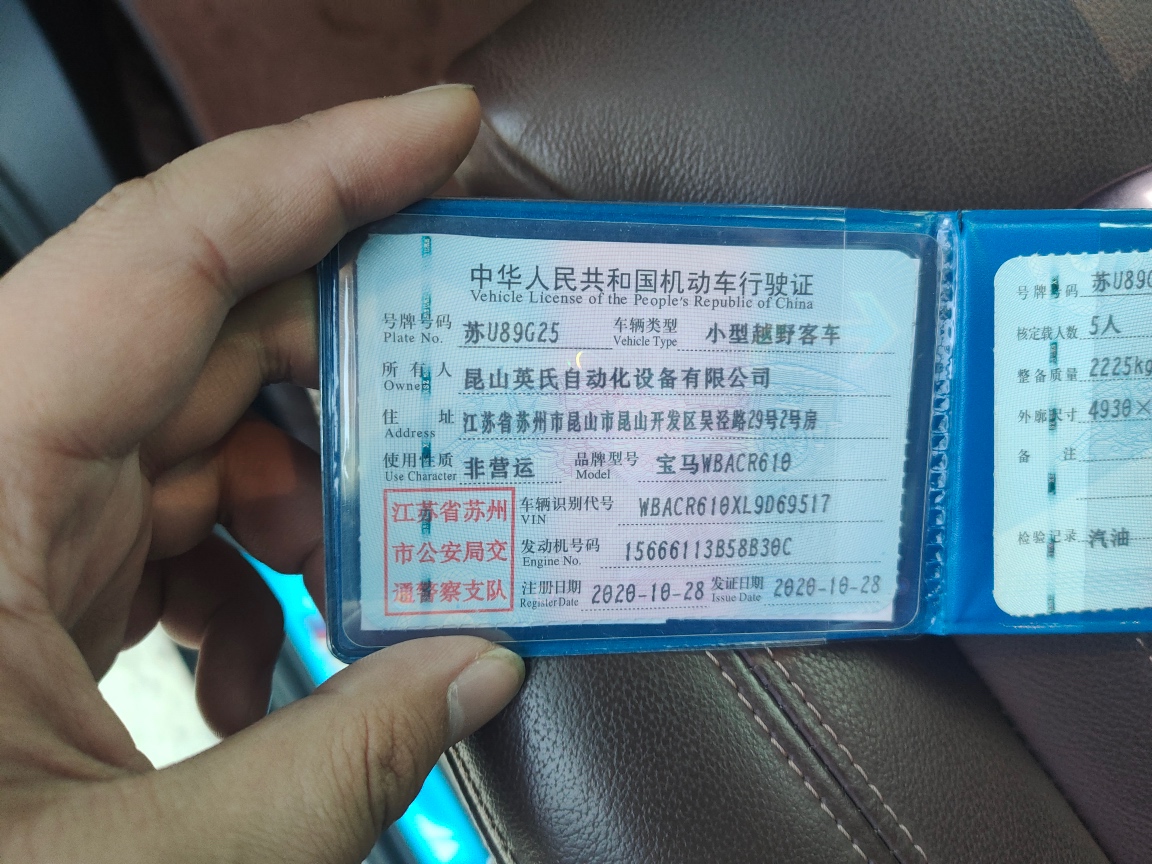 中华人民共和国机动车行驶证
Vehicle License of the People's Republic of China
号牌号码 苏U89G25 车辆类型 小型越野客车
Plate No. Vehicle Type
所有人 昆山英氏自动化设备有限公司
Owner
住址 江苏省苏州市昆山市昆山开发区吴淞路29号2号房
Address
使用性质 非营运 品牌型号 宝马WBACR610
Use Character Model
江苏省苏州
市公安局交
通警察支队
车辆识别代号 WBACR610XL9D69517
VIN
发动机号码 15666113B58B30C
Engine No.
注册日期 2020-10-28 发证日期 2020-10-28
Register Date Issue Date
号牌号码 苏U89G
核定载人数 5人
整备质量 2225kg
外廓尺寸 4930×
备注
检验记录 汽油